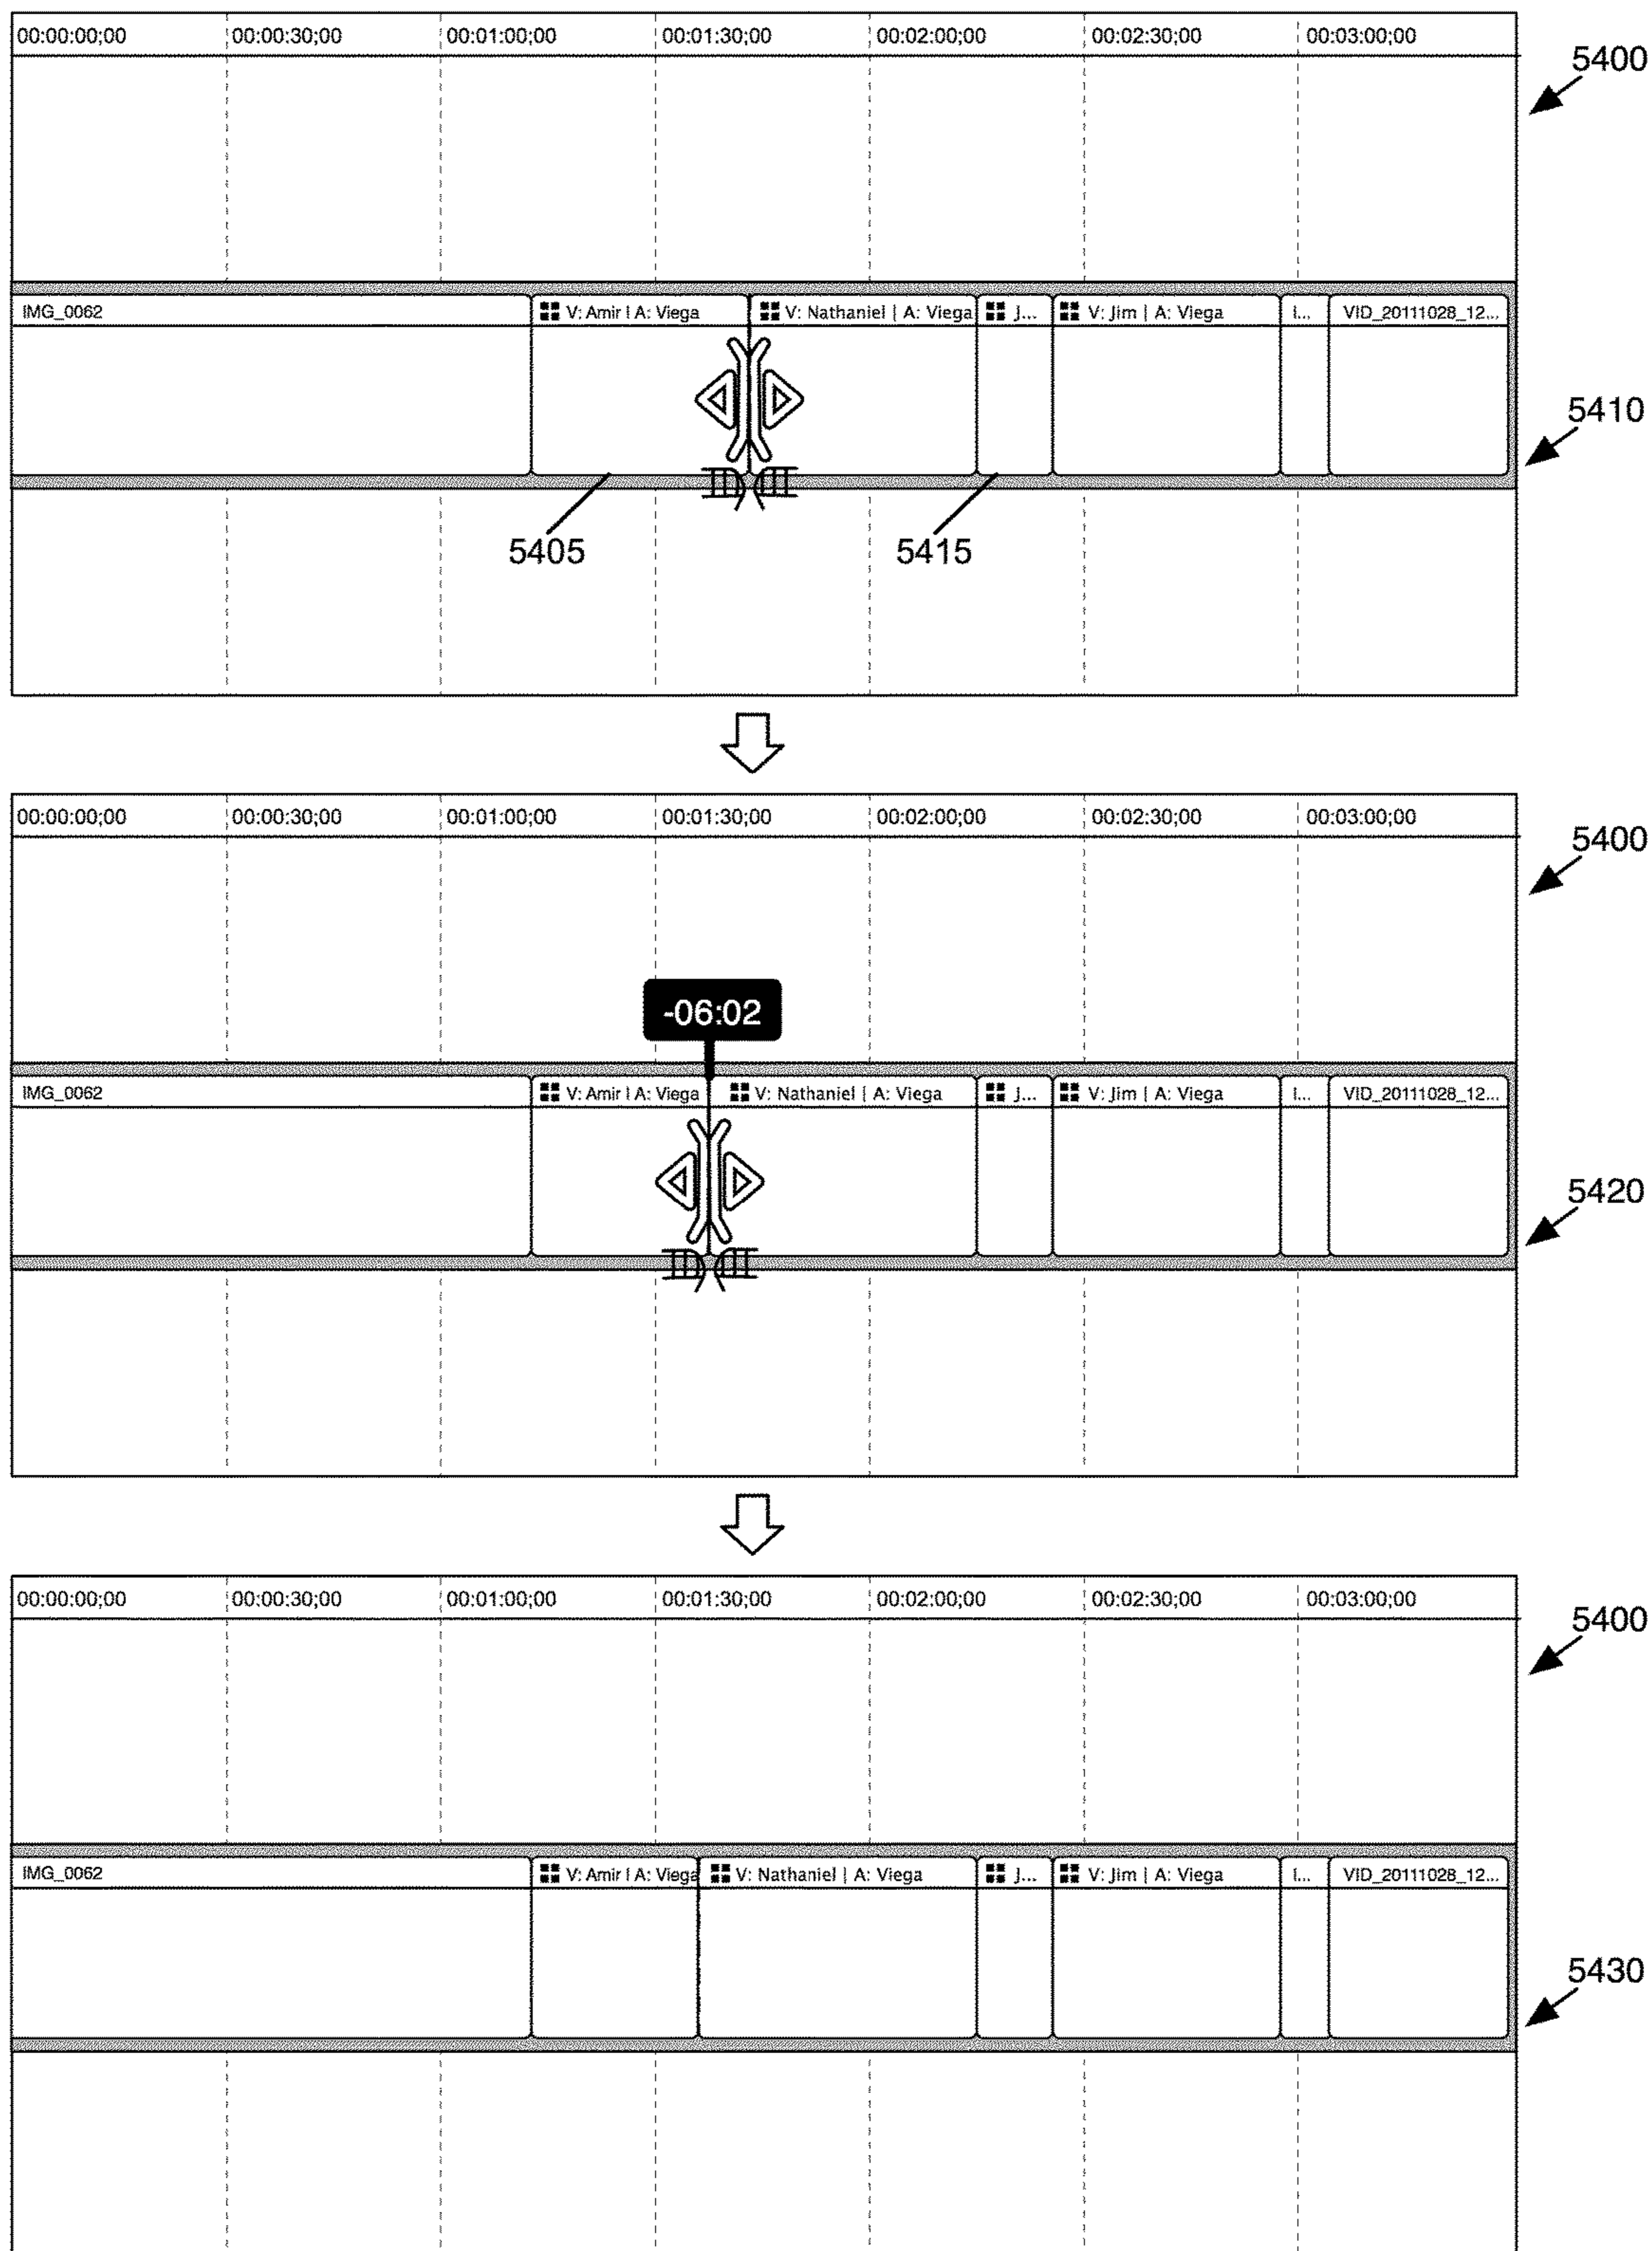 00:00:00;00 00:00:30;00 00:01:00;00 00:01:30;00 00:02:00;00 00:02:30;00 00:03:00;00
5400
IMG_0062 V: Amir | A: Viega V: Nathaniel | A: Viega J... V: Jim | A: Viega I... VID_20111028_12...
5410
5405 5415
00:00:00;00 00:00:30;00 00:01:00;00 00:01:30;00 00:02:00;00 00:02:30;00 00:03:00;00
5400
-06:02
IMG_0062 V: Amir | A: Viega V: Nathaniel | A: Viega J... V: Jim | A: Viega I... VID_20111028_12...
5420
00:00:00;00 00:00:30;00 00:01:00;00 00:01:30;00 00:02:00;00 00:02:30;00 00:03:00;00
5400
IMG_0062 V: Amir | A: Viega V: Nathaniel | A: Viega J... V: Jim | A: Viega I... VID_20111028_12...
5430